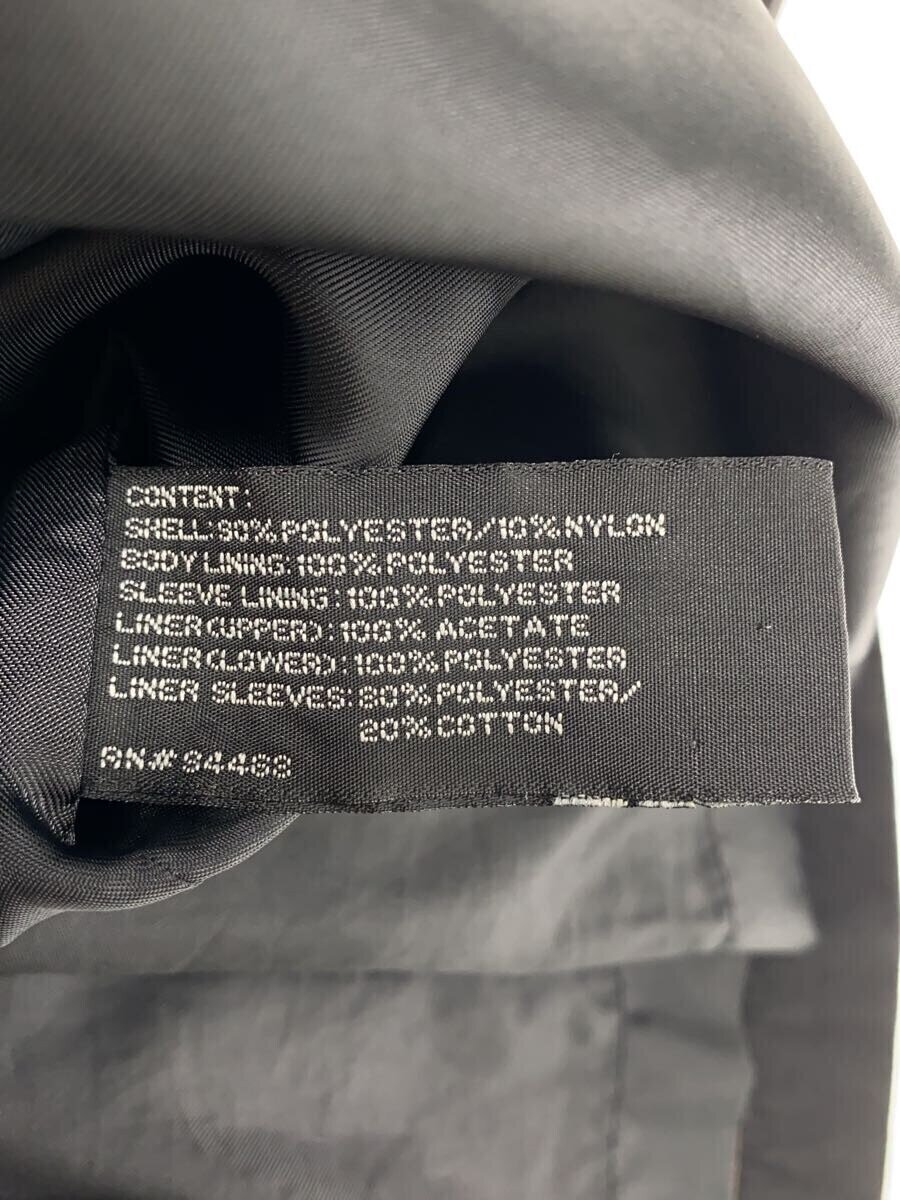 CONTENT:
SHELL: 90% POLYESTER/10% NYLON
BODY LINING: 100% POLYESTER
SLEEVE LINING: 100% POLYESTER
LINER(UPPER): 100% ACETATE
LINER(LOWER): 100% POLYESTER
LINER SLEEVES: 80% POLYESTER/
20% COTTON
RN#